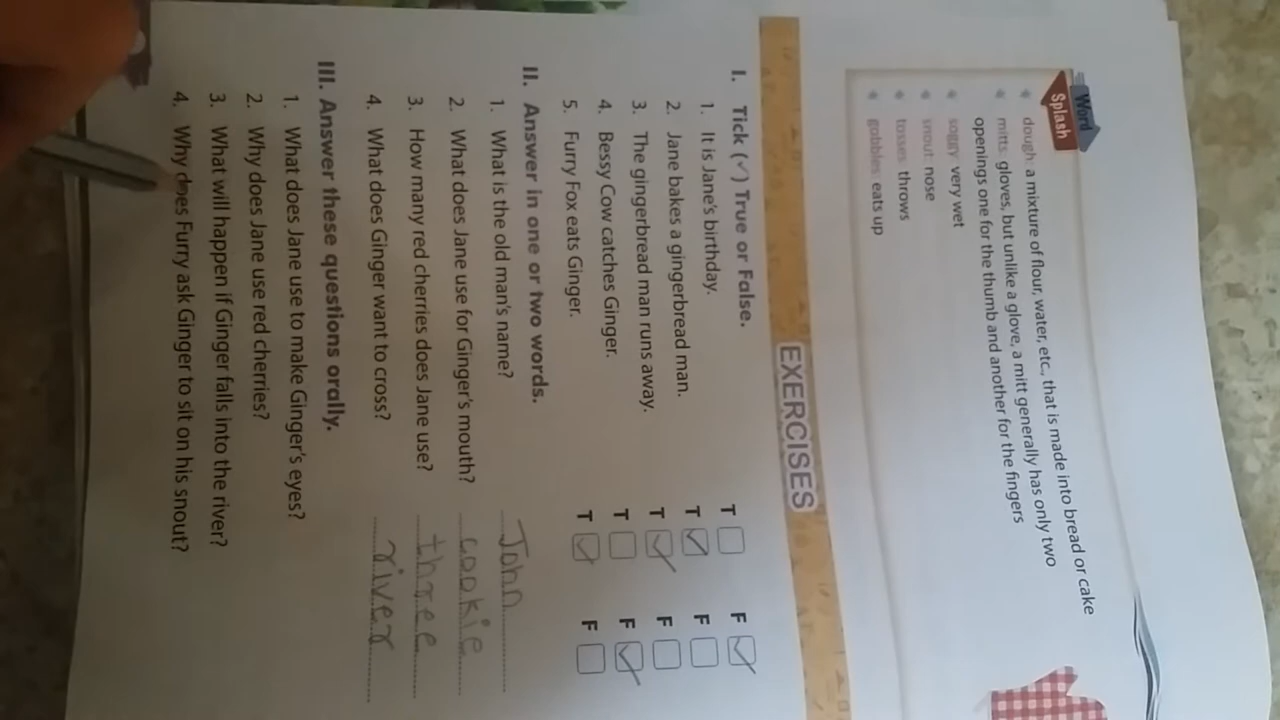 Word
Splash
dough: a mixture of flour, water, etc., that is made into bread or cake
mitts: gloves, but unlike a glove, a mitt generally has only two
openings one for the thumb and another for the fingers
soggy: very wet
snout: nose
tosses: throws
gobbles: eats up
EXERCISES
I. Tick (✓) True or False.
1. It is Jane's birthday. T F ✓
2. Jane bakes a gingerbread man. T ✓ F
3. The gingerbread man runs away. T ✓ F
4. Bessy Cow catches Ginger. T F ✓
5. Furry Fox eats Ginger. T ✓ F
II. Answer in one or two words.
1. What is the old man's name? John
2. What does Jane use for Ginger's mouth? cookie
3. How many red cherries does Jane use? three
4. What does Ginger want to cross? river
III. Answer these questions orally.
1. What does Jane use to make Ginger's eyes?
2. Why does Jane use red cherries?
3. What will happen if Ginger falls into the river?
4. Why does Furry ask Ginger to sit on his snout?